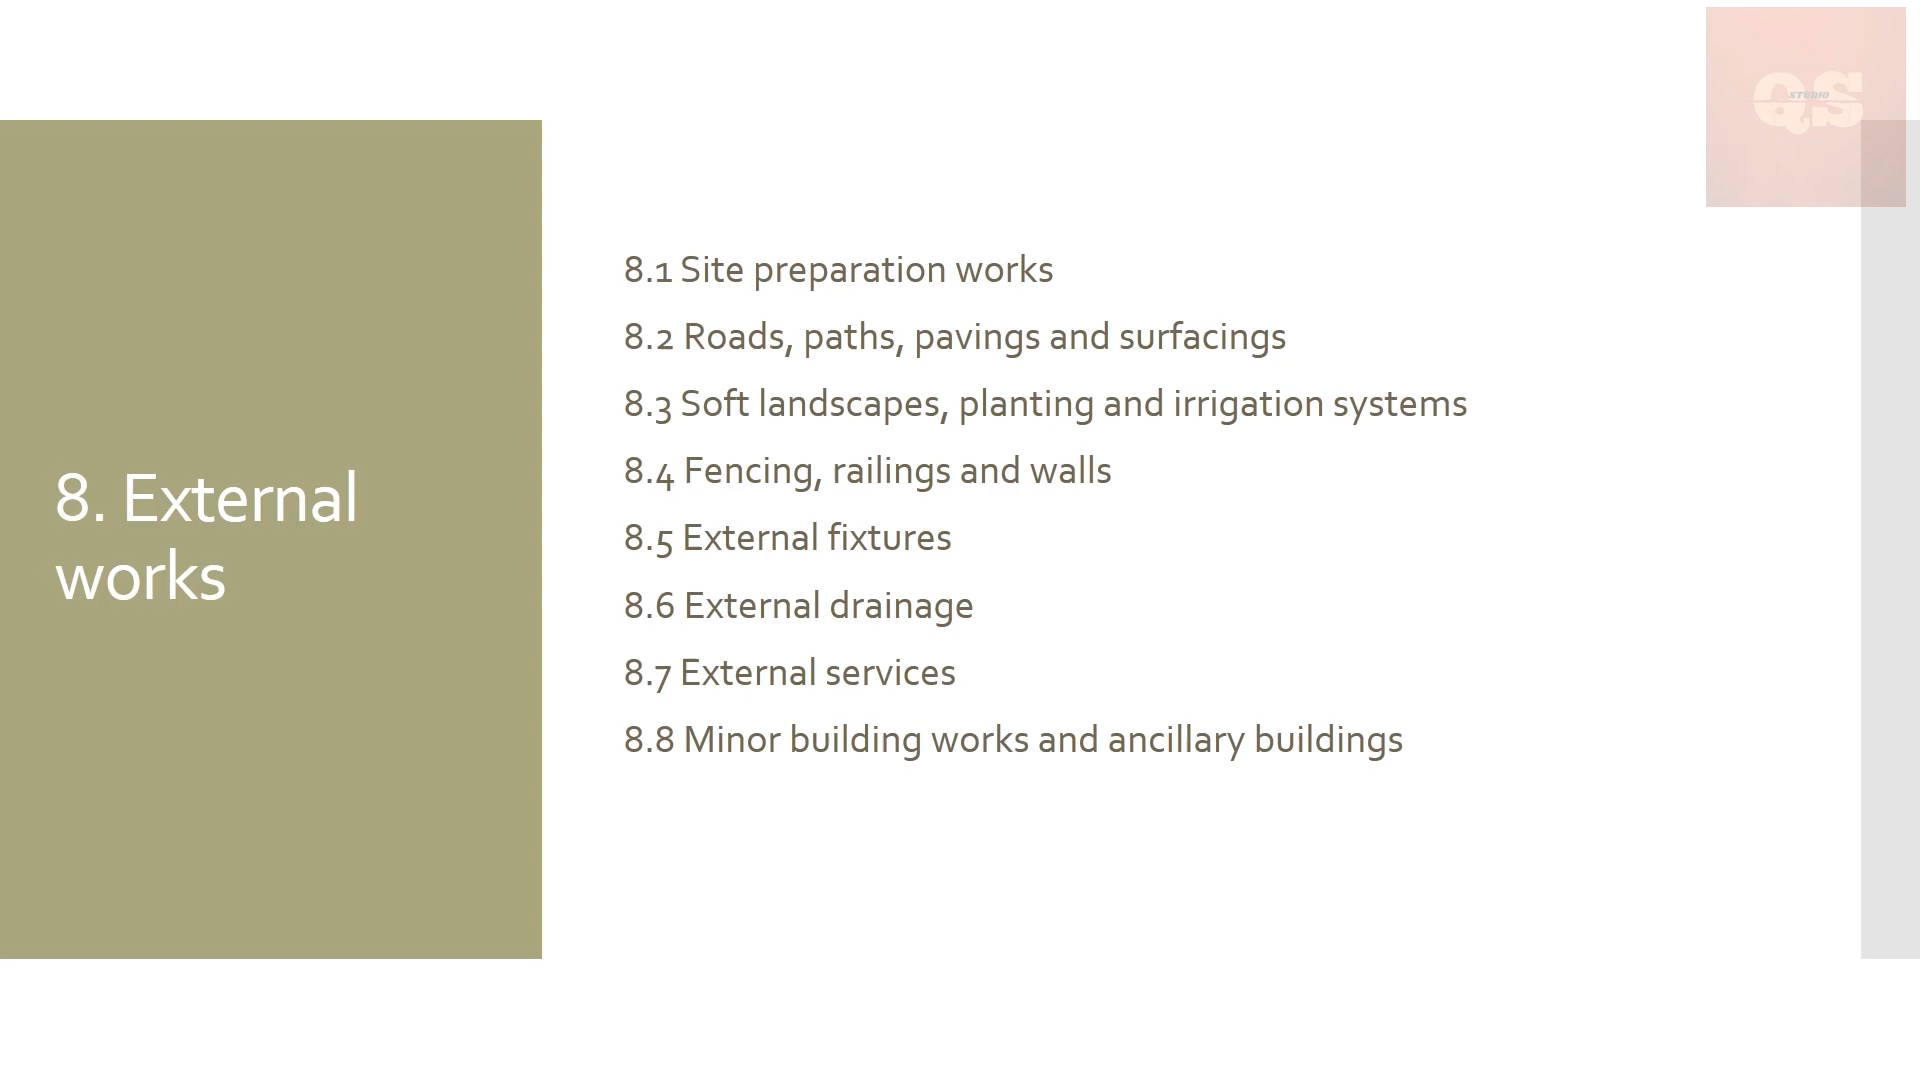 QS
STUDIO
8. External
works
8.1 Site preparation works
8.2 Roads, paths, pavings and surfacings
8.3 Soft landscapes, planting and irrigation systems
8.4 Fencing, railings and walls
8.5 External fixtures
8.6 External drainage
8.7 External services
8.8 Minor building works and ancillary buildings